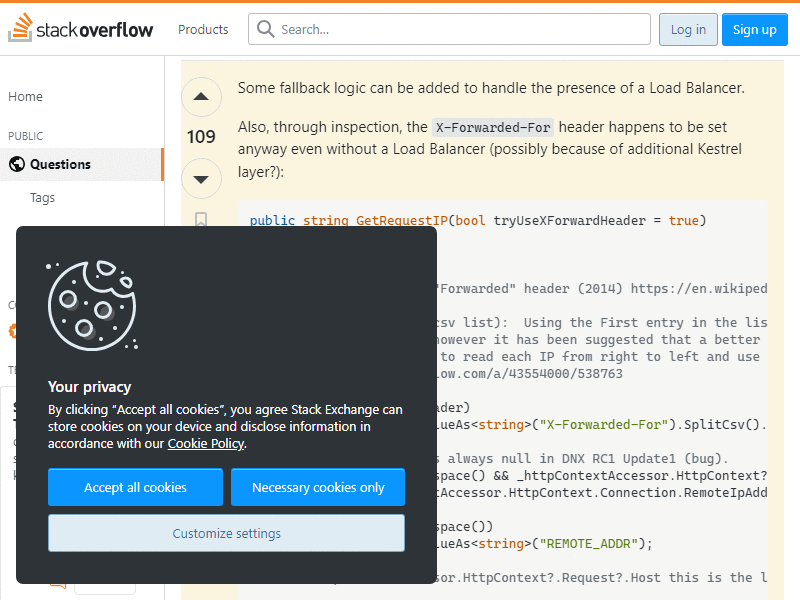 stackoverflow
Products
Search…
Log in
Sign up
Home
PUBLIC
Questions
Tags
109
Some fallback logic can be added to handle the presence of a Load Balancer.
Also, through inspection, the X-Forwarded-For header happens to be set
anyway even without a Load Balancer (possibly because of additional Kestrel
layer?):
public string GetRequestIP(bool tryUseXForwardHeader = true)
"Forwarded" header (2014) https://en.wikiped
csv list): Using the First entry in the lis
however it has been suggested that a better
to read each IP from right to left and use
low.com/a/43554000/538763
ader)
lueAs<string>("X-Forwarded-For").SplitCsv().
s always null in DNX RC1 Update1 (bug).
space() && _httpContextAccessor.HttpContext?
tAccessor.HttpContext.Connection.RemoteIpAdd
space())
lueAs<string>("REMOTE_ADDR");
sor.HttpContext?.Request?.Host this is the l
Your privacy
By clicking “Accept all cookies”, you agree Stack Exchange can
store cookies on your device and disclose information in
accordance with our Cookie Policy.
Accept all cookies
Necessary cookies only
Customize settings